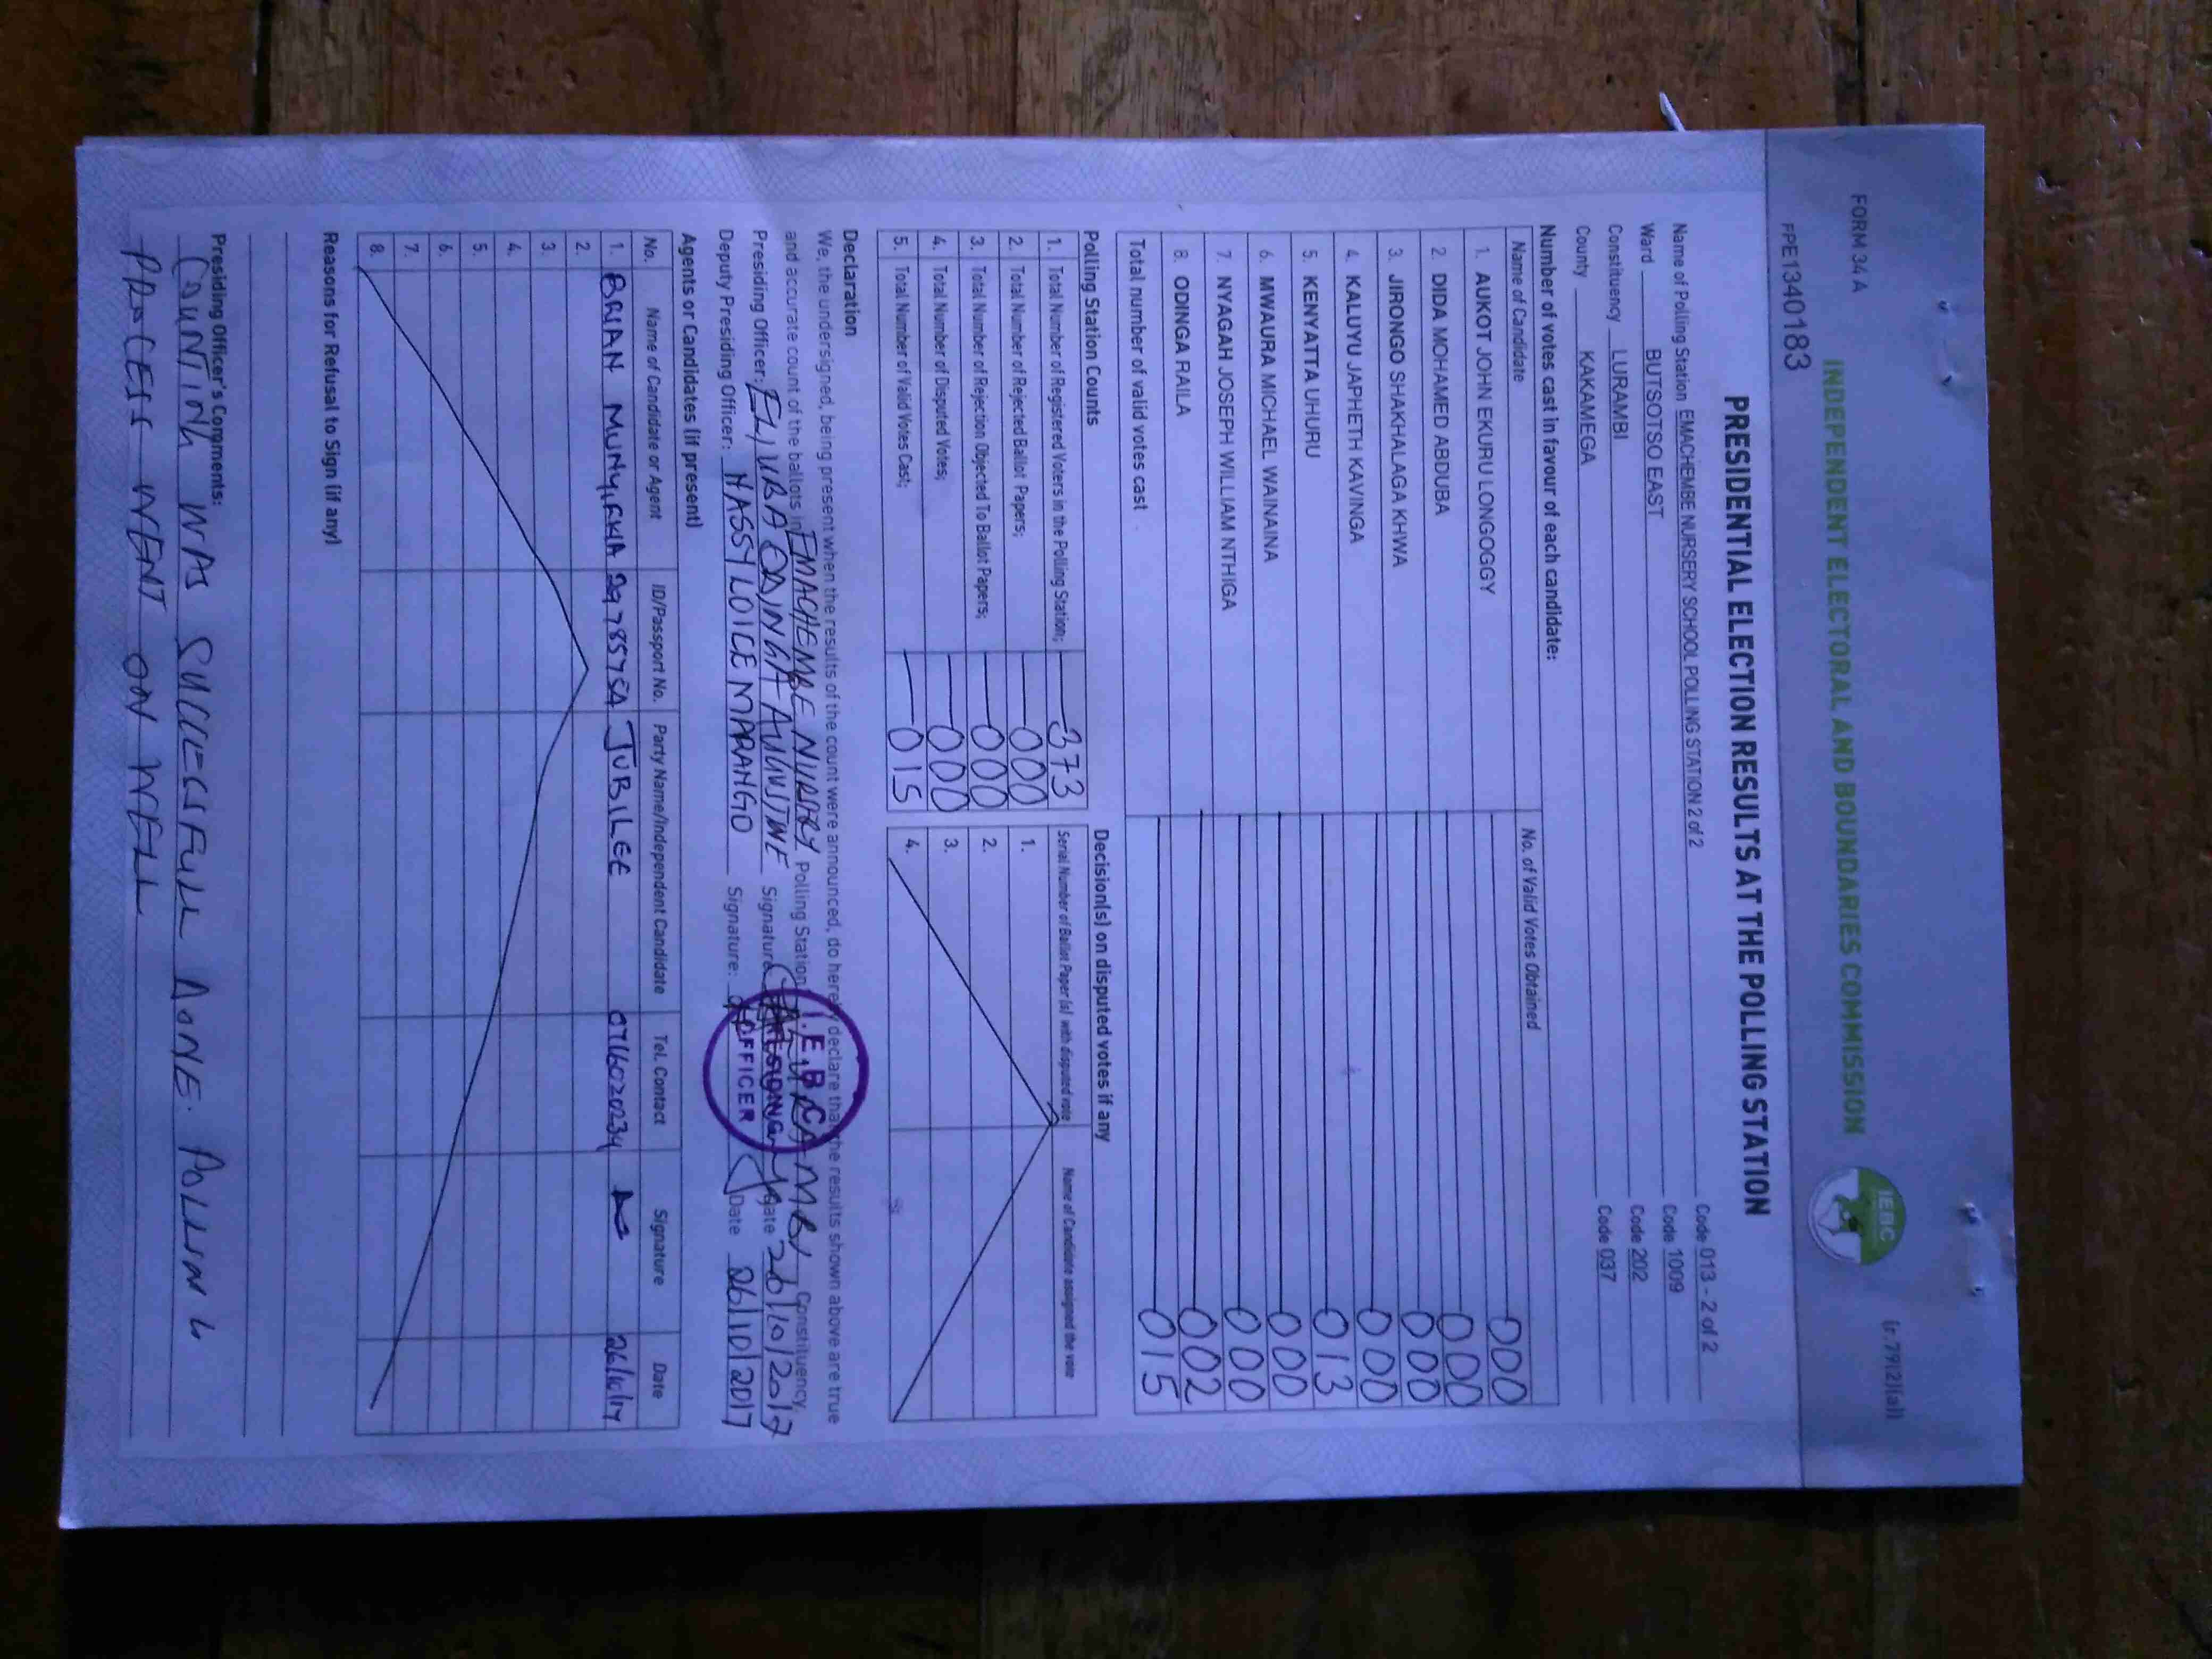 FORM 34 A
(r.79(2)(a))
INDEPENDENT ELECTORAL AND BOUNDARIES COMMISSION
IEBC
FPE1340183
PRESIDENTIAL ELECTION RESULTS AT THE POLLING STATION
Name of Polling Station EMACHEMBE NURSERY SCHOOL POLLING STATION 2 of 2 Code 013 - 2 of 2
Ward BUTSOTSO EAST Code 1009
Constituency LURAMBI Code 202
County KAKAMEGA Code 037
Number of votes cast in favour of each candidate:
Name of Candidate No. of Valid Votes Obtained
1. AUKOT JOHN EKURU LONGOGGY 000
2. DIDA MOHAMED ABDUBA 000
3. JIRONGO SHAKHALAGA KHWA 000
4. KALUYU JAPHETH KAVINGA 000
5. KENYATTA UHURU 013
6. MWAURA MICHAEL WAINAINA 000
7. NYAGAH JOSEPH WILLIAM NTHIGA 000
8. ODINGA RAILA 002
Total number of valid votes cast 015
Polling Station Counts
1. Total Number of Registered Voters in the Polling Station; 373
2. Total Number of Rejected Ballot Papers; 000
3. Total Number of Rejection Objected To Ballot Papers; 000
4. Total Number of Disputed Votes; 000
5. Total Number of Valid Votes Cast; 015
Decision(s) on disputed votes if any
Serial Number of Ballot Paper (s) with disputed vote Name of Candidate assigned the vote
1.
2.
3.
4.
Declaration
We, the undersigned, being present when the results of the count were announced, do hereby declare that the results shown above are true
and accurate count of the ballots in EMACHEMBE NURSERY Polling Station, LURAMBI Constituency,
Presiding Officer: ODINGA AUGUSTINE Signature Date 26/10/2017
Deputy Presiding Officer: NASSY LOICE MARANGO Signature: Date 26/10/2017
I.E.B.C
OFFICER
Agents or Candidates (if present)
No. Name of Candidate or Agent ID/Passport No. Party Name/Independent Candidate Tel. Contact Signature Date
1. BRIAN JUBILEE 0716020234 26/10/17
2.
3.
4.
5.
6.
7.
8.
Reasons for Refusal to Sign (if any)
Presiding Officer's Comments:
COUNTING WAS SUCCESSFULL DONE. POLLING
PROCESS WENT ON WELL